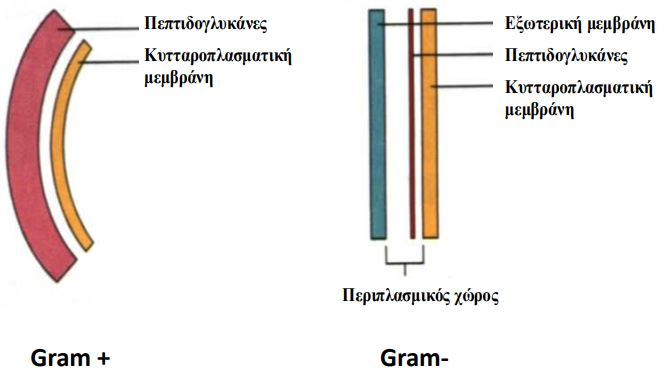 Πεπτιδογλυκάνες
Κυτταροπλασματική
μεμβράνη
Εξωτερική μεμβράνη
Πεπτιδογλυκάνες
Κυτταροπλασματική
μεμβράνη
Περιπλασμικός χώρος
Gram +
Gram-